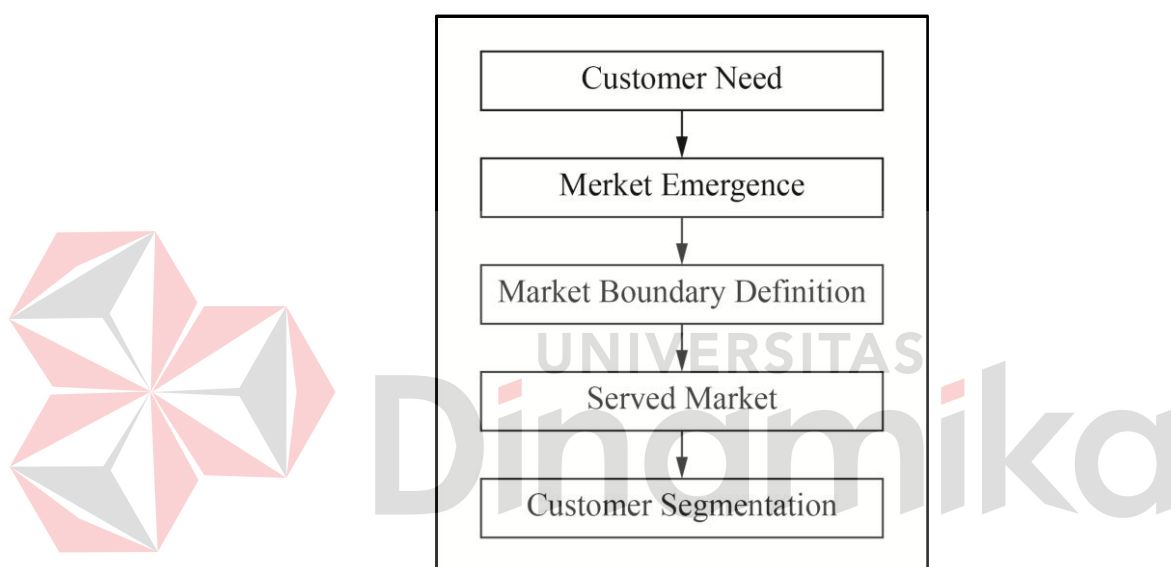 Customer Need
Merket Emergence
Market Boundary Definition
UNIVERSITAS
Dinamika
Served Market
Customer Segmentation